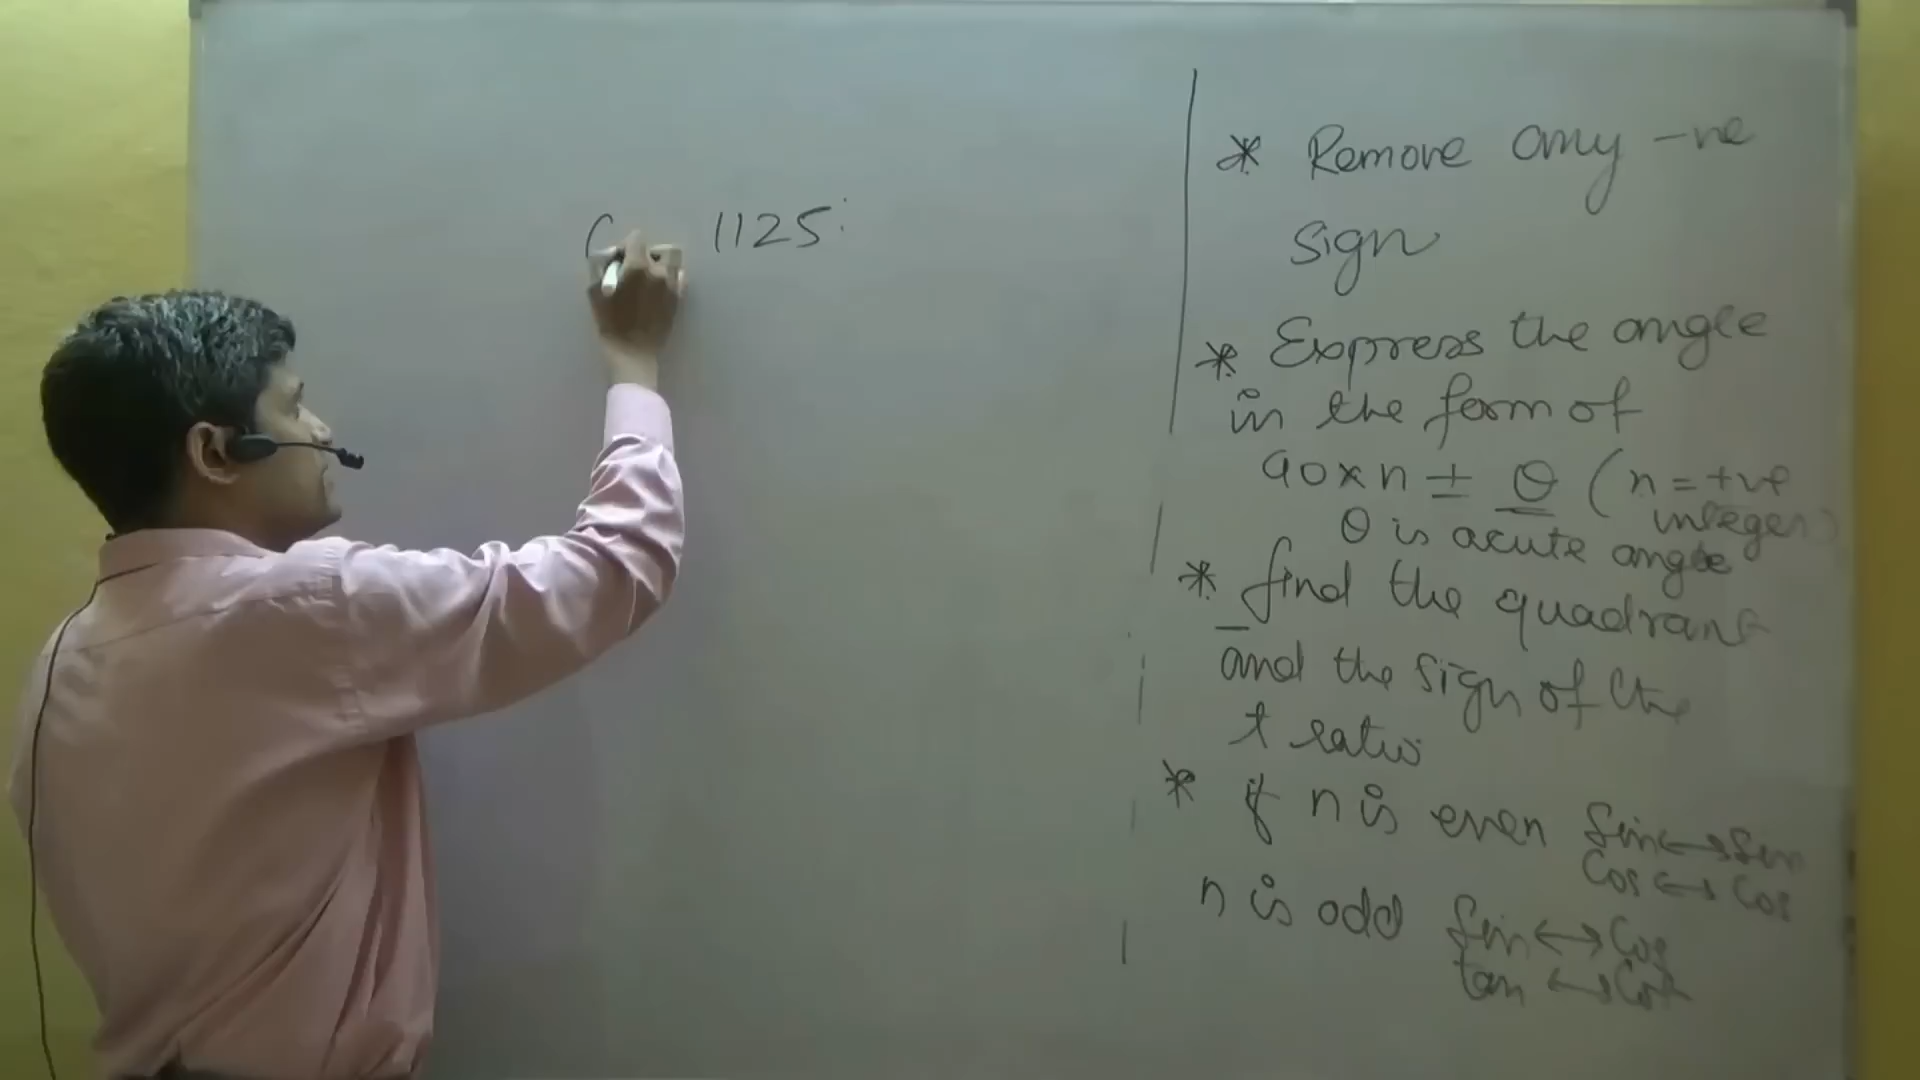 1125
* Remove any -ve
sign
* Express the angle
in the form of
90 x n ± θ (n = +ve
integer)
θ is acute angle
* find the quadrant
and the sign of the
t ratio
* if n is even sin ↔ sin
Cos ↔ Cos
n is odd sin ↔ Cos
tan ↔ Cot